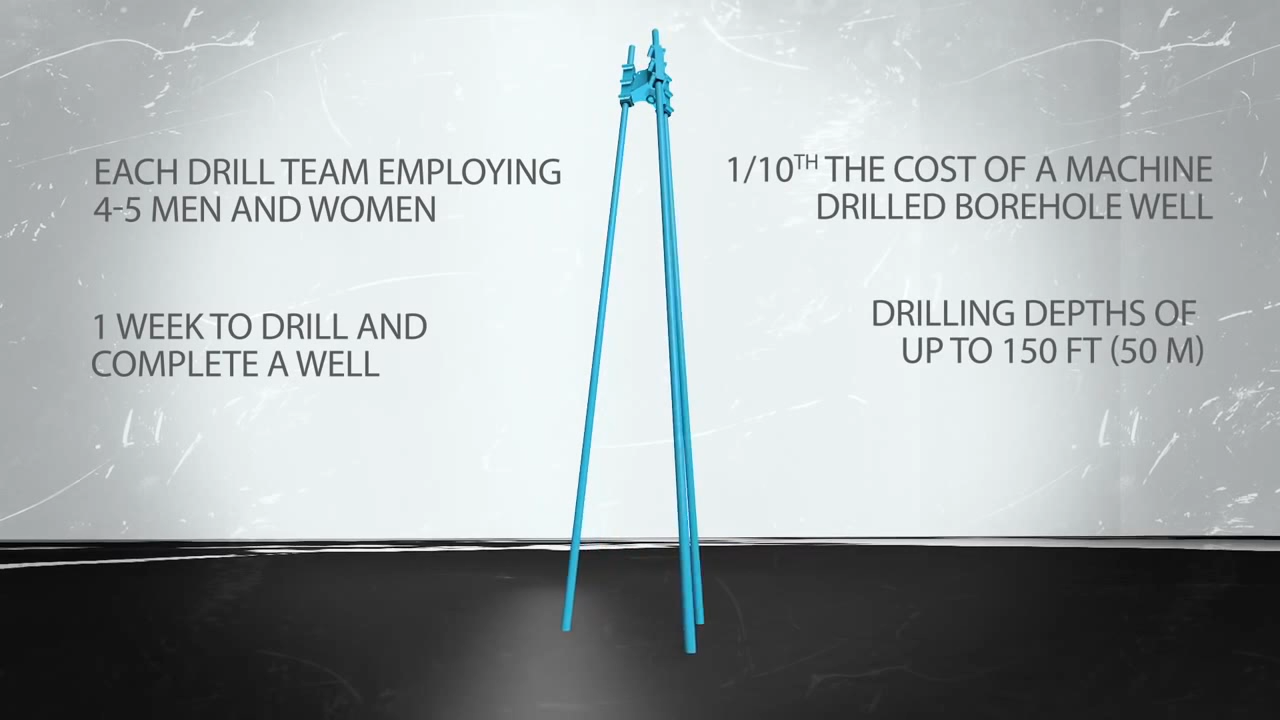 EACH DRILL TEAM EMPLOYING
4-5 MEN AND WOMEN
1 WEEK TO DRILL AND
COMPLETE A WELL
1/10TH THE COST OF A MACHINE
DRILLED BOREHOLE WELL
DRILLING DEPTHS OF
UP TO 150 FT (50 M)